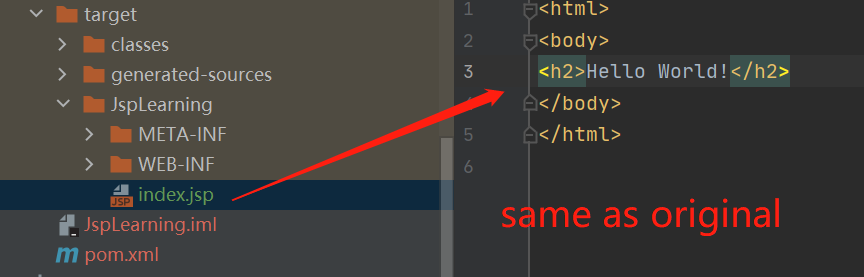 target
classes
generated-sources
JspLearning
META-INF
WEB-INF
JSP index.jsp
JspLearning.iml
m pom.xml
1 <html>
2 <body>
3 <h2>Hello World!</h2>
</body>
5 </html>
6
same as original